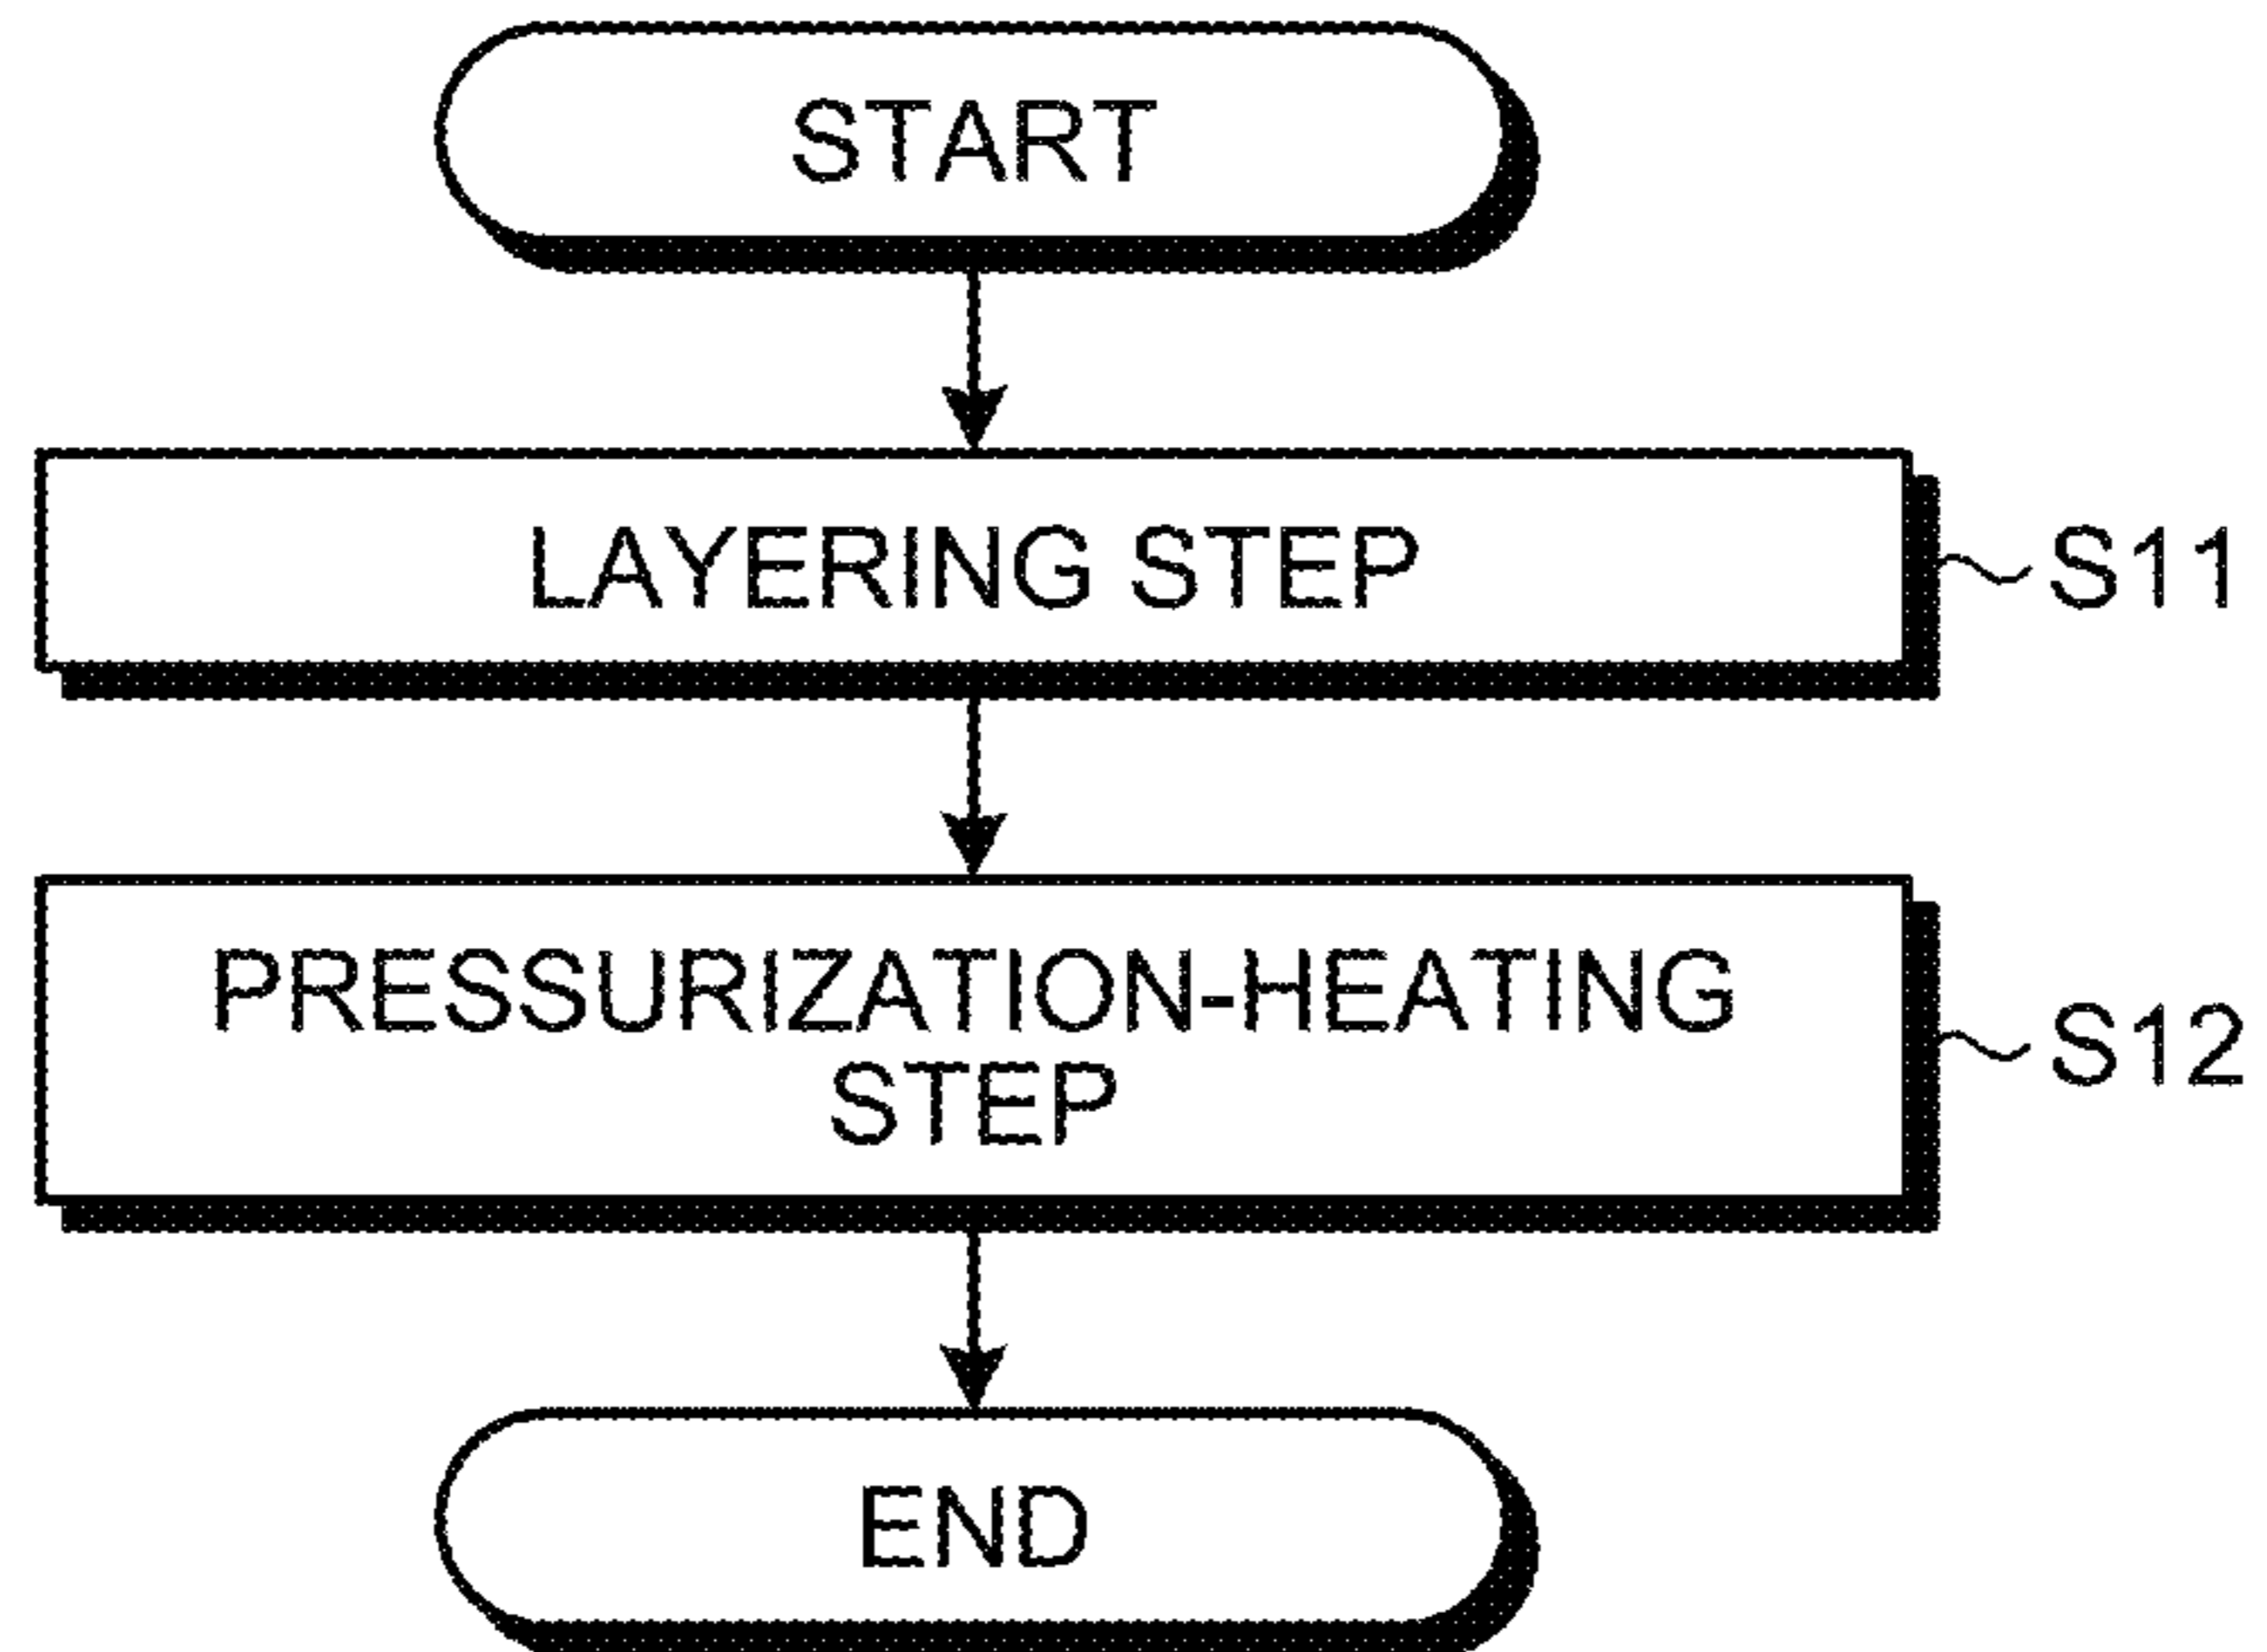 START
LAYERING STEP
S11
PRESSURIZATION-HEATING
STEP
S12
END